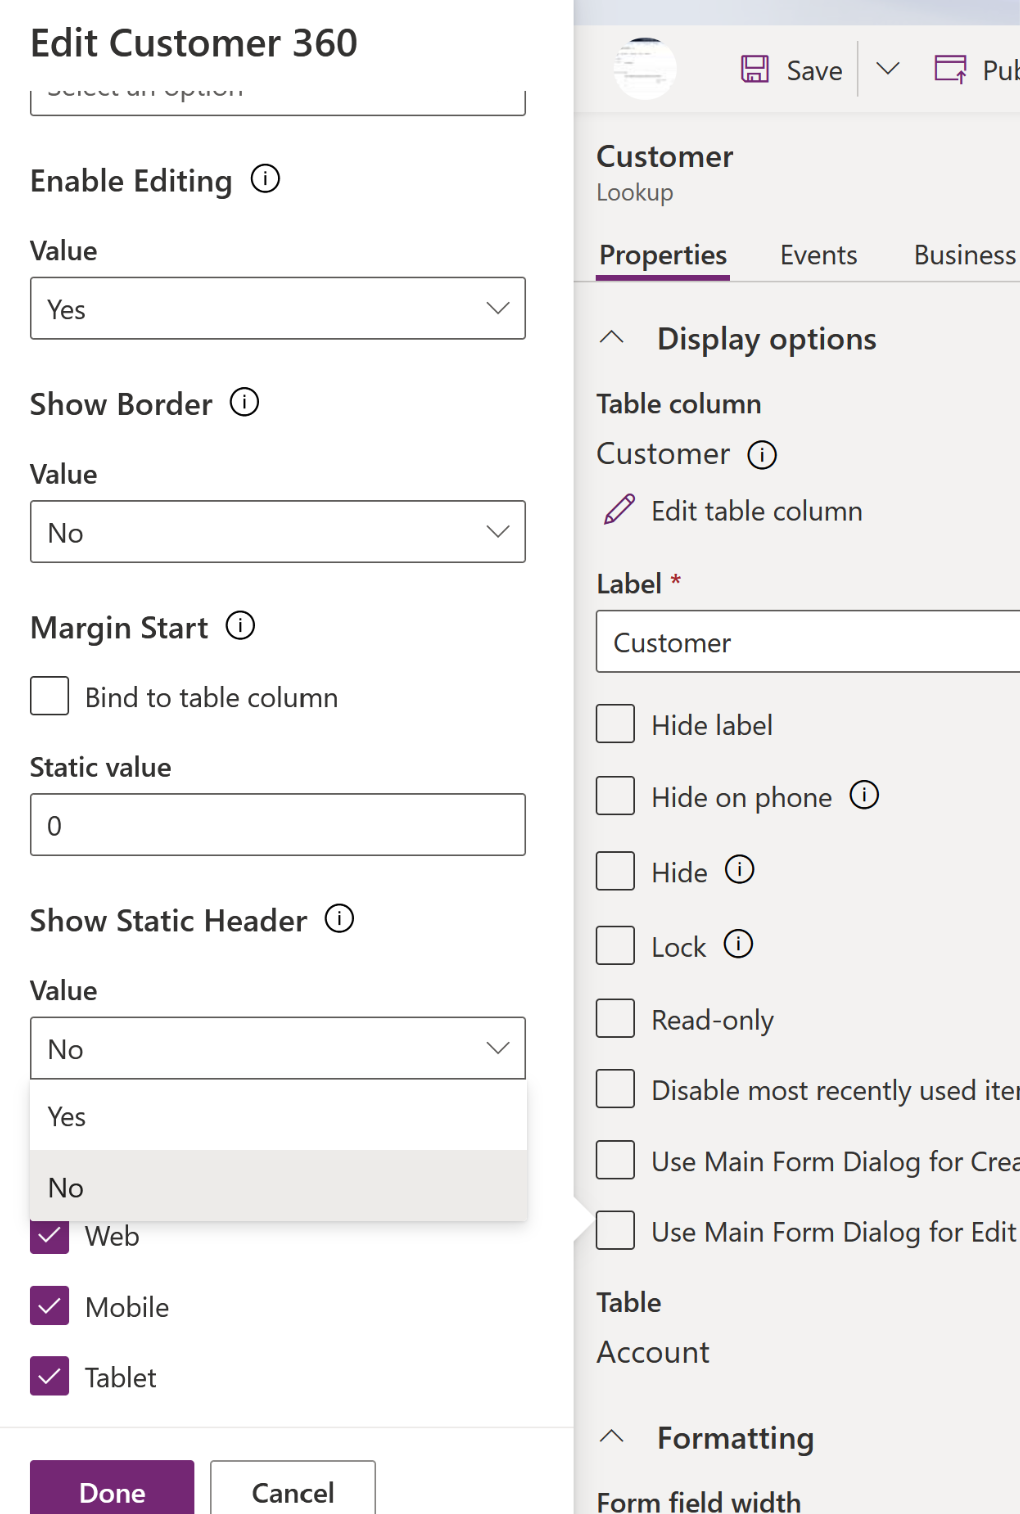 Edit Customer 360
Select an option
Enable Editing
Value
Yes
Show Border
Value
No
Margin Start
Bind to table column
Static value
0
Show Static Header
Value
No
Yes
No
Web
Mobile
Tablet
Done
Cancel
Save
Pub
Customer
Lookup
Properties
Events
Business
Display options
Table column
Customer
Edit table column
Label *
Customer
Hide label
Hide on phone
Hide
Lock
Read-only
Disable most recently used iter
Use Main Form Dialog for Crea
Use Main Form Dialog for Edit
Table
Account
Formatting
Form field width